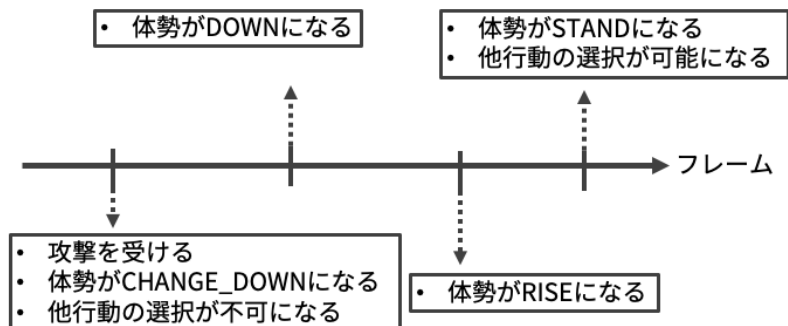 • 体勢がDOWNになる
• 体勢がSTANDになる
• 他行動の選択が可能になる
フレーム
• 攻撃を受ける
• 体勢がCHANGE_DOWNになる
• 他行動の選択が不可になる
• 体勢がRISEになる